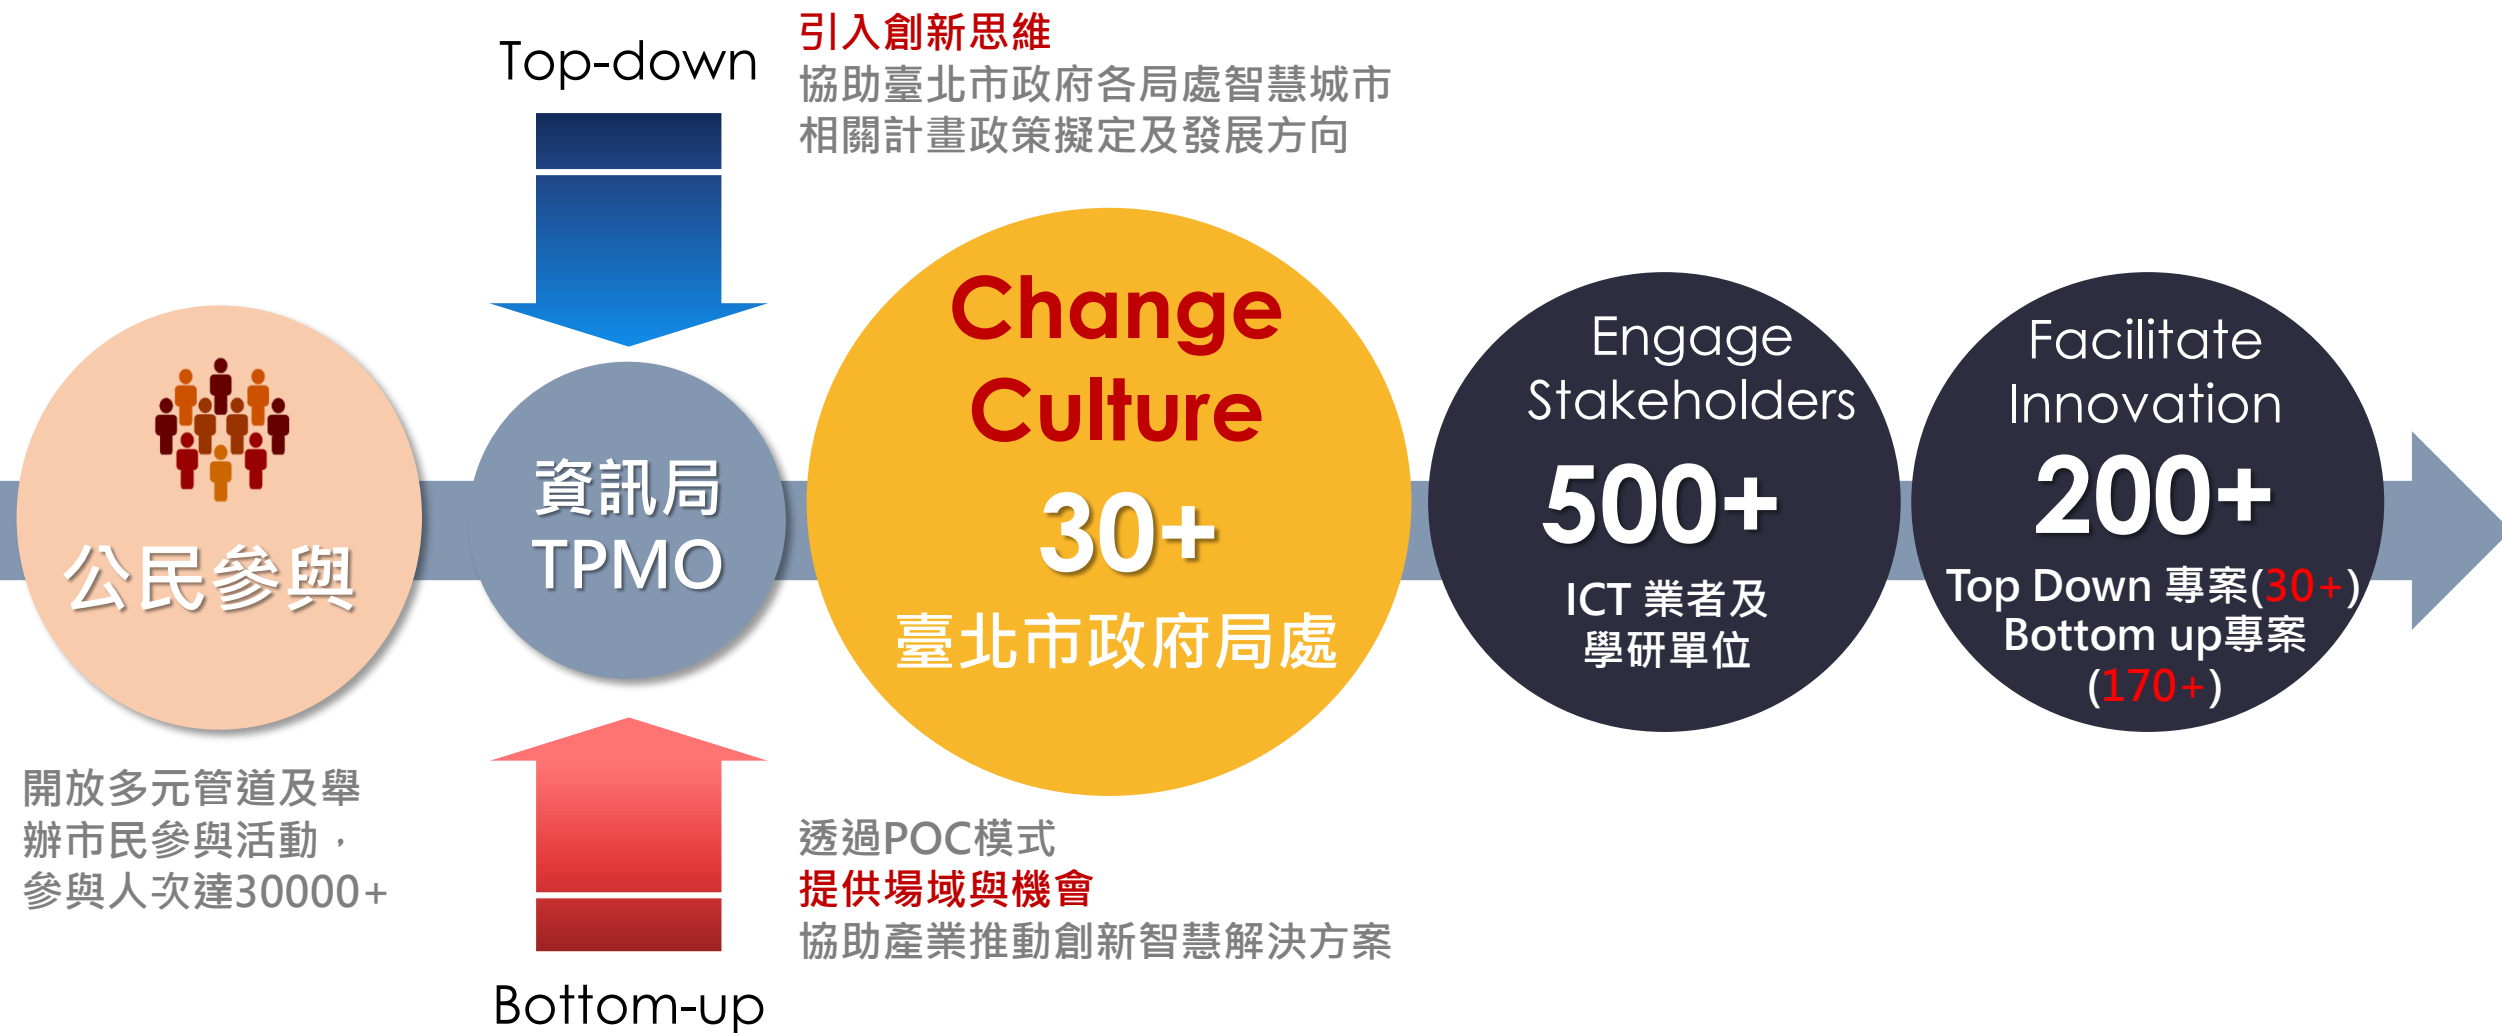 Top-down
引入創新思維
協助臺北市政府各局處智慧城市
相關計畫政策擬定及發展方向
公民參與
開放多元管道及舉
辦市民參與活動，
參與人次達30000+
資訊局
TPMO
Change
Culture
30+
臺北市政府局處
Engage
Stakeholders
500+
ICT 業者及
學研單位
Facilitate
Innovation
200+
Top Down 專案(30+)
Bottom up專案
(170+)
透過POC模式
提供場域與機會
協助產業推動創新智慧解決方案
Bottom-up